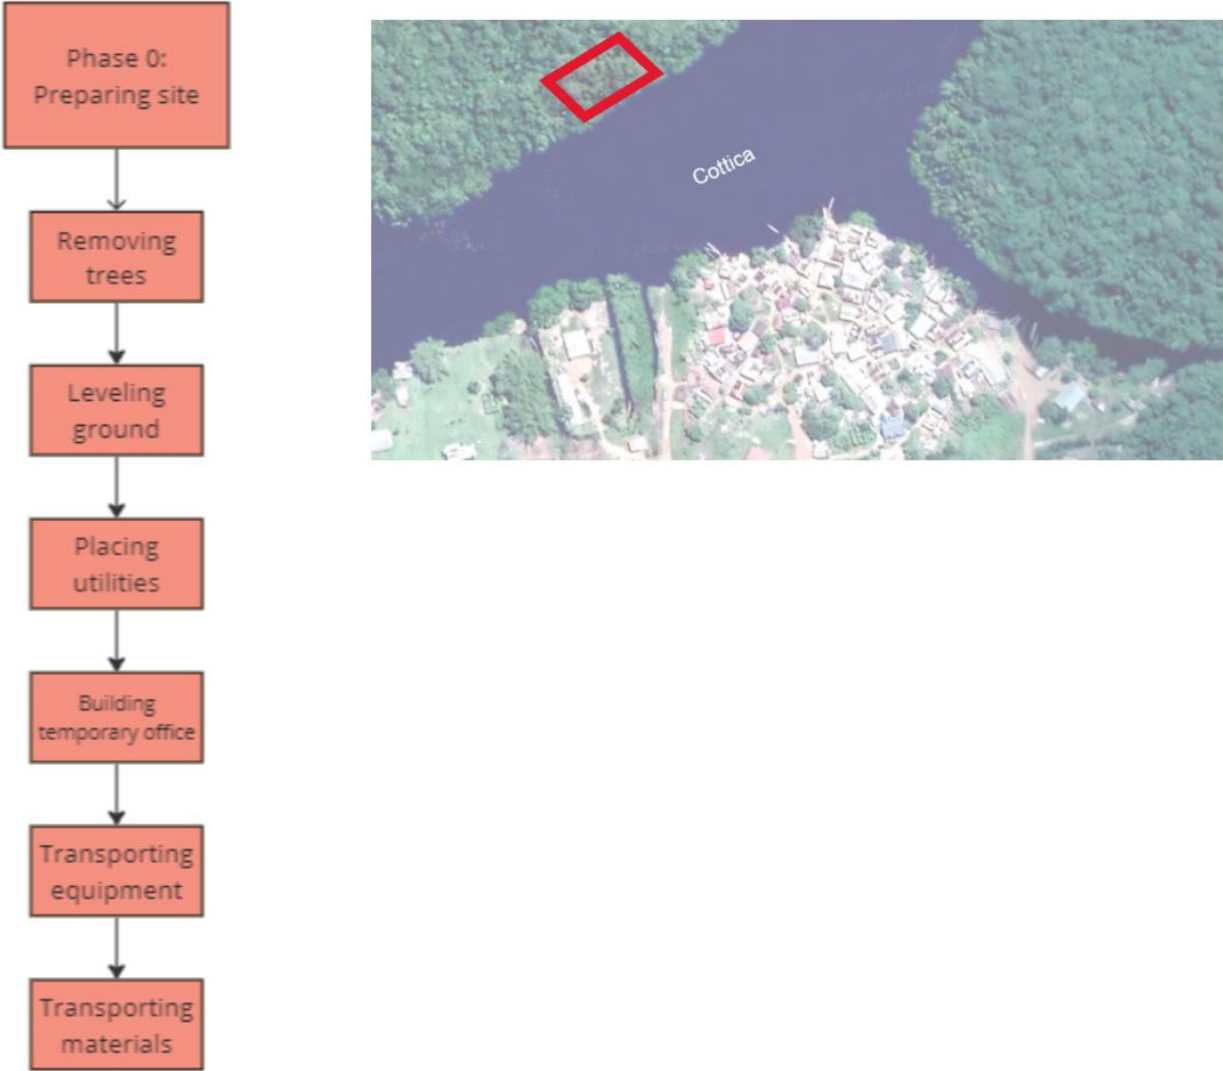 Phase 0:
Preparing site
Removing
trees
Leveling
ground
Placing
utilities
Building
temporary office
Transporting
equipment
Transporting
materials
Cottica